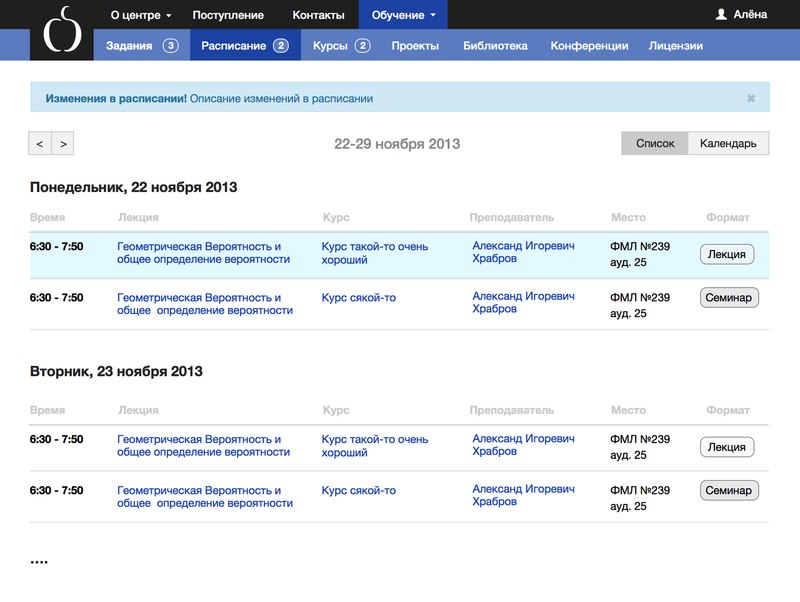 О центре Поступление Контакты Обучение Алёна
Задания 3 Расписание 2 Курсы 2 Проекты Библиотека Конференции Лицензии
Изменения в расписании! Описание изменений в расписании ×
< > 22-29 ноября 2013 Список Календарь
Понедельник, 22 ноября 2013
Время Лекция Курс Преподаватель Место Формат
6:30 - 7:50 Геометрическая Вероятность и Курс такой-то очень Александ Игоревич ФМЛ №239 Лекция
общее определение вероятности хороший Храбров ауд. 25
6:30 - 7:50 Геометрическая Вероятность и Курс сякой-то Александ Игоревич ФМЛ №239 Семинар
общее определение вероятности Храбров ауд. 25
Вторник, 23 ноября 2013
Время Лекция Курс Преподаватель Место Формат
6:30 - 7:50 Геометрическая Вероятность и Курс такой-то очень Александ Игоревич ФМЛ №239 Лекция
общее определение вероятности хороший Храбров ауд. 25
6:30 - 7:50 Геометрическая Вероятность и Курс сякой-то Александ Игоревич ФМЛ №239 Семинар
общее определение вероятности Храбров ауд. 25
....